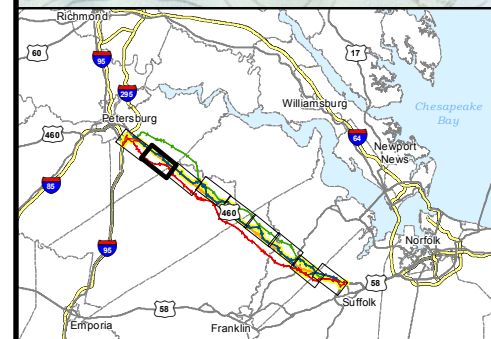 Richmond
60
95
17
295
Williamsburg
Chesapeake
Bay
Petersburg
460
64
Newport
News
85
460
95
Norfolk
58
58
Suffolk
Emporia
Franklin